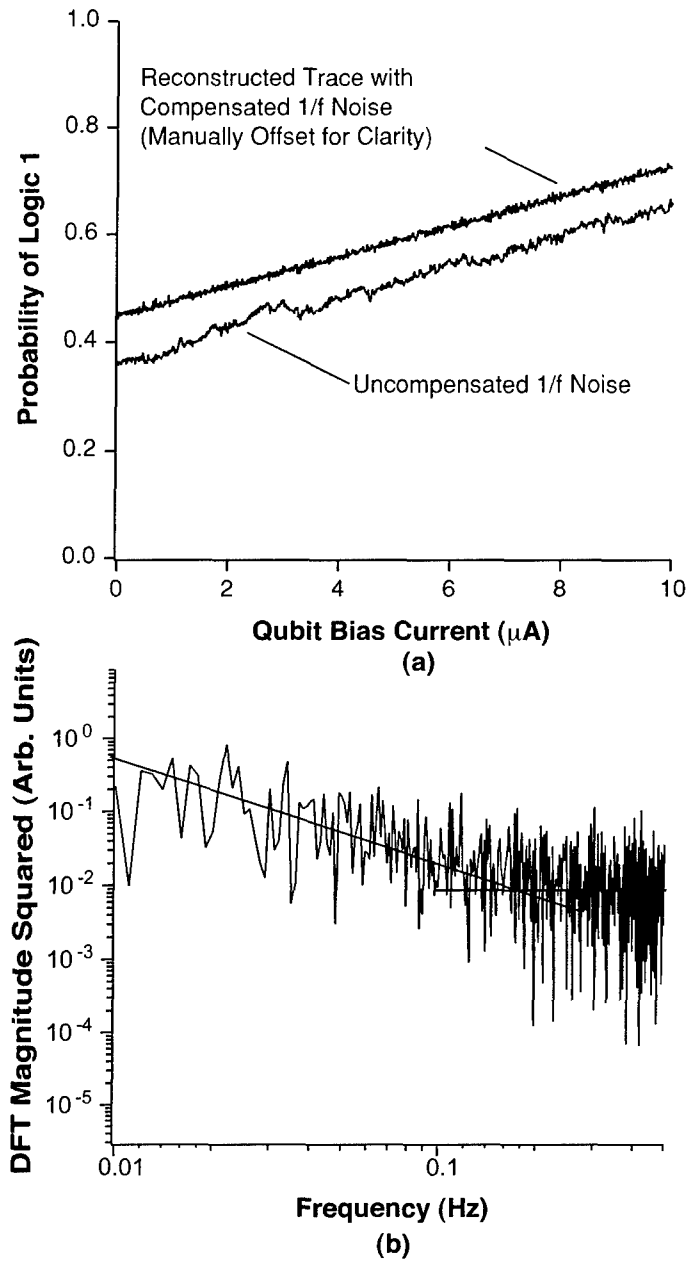 1.0
0.8
0.6
0.4
0.2
0.0
Probability of Logic 1
Reconstructed Trace with
Compensated 1/f Noise
(Manually Offset for Clarity)
Uncompensated 1/f Noise
0 2 4 6 8 10
Qubit Bias Current (μA)
(a)
DFT Magnitude Squared (Arb. Units)
10^0
10^-1
10^-2
10^-3
10^-4
10^-5
0.01 0.1
Frequency (Hz)
(b)